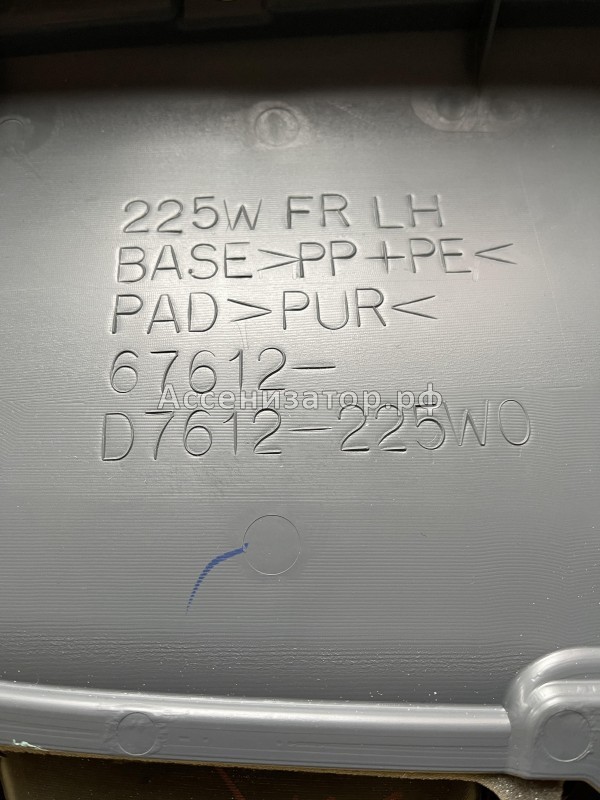 225W FR LH
BASE>PP+PE<
PAD>PUR<
67612-
Ассенизатор.рф
D7612-225W0